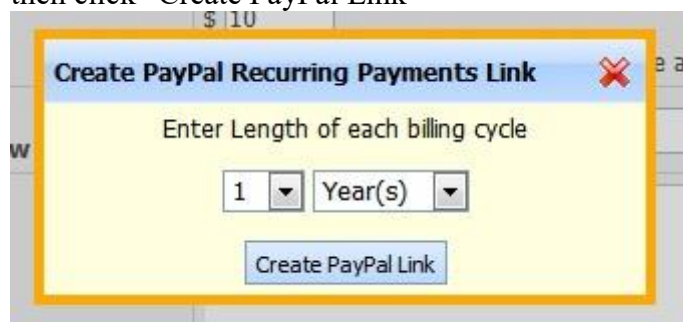 then click "Create PayPal Link"
$ 10
Create PayPal Recurring Payments Link
e a
Enter Length of each billing cycle
w
1 Year(s)
Create PayPal Link